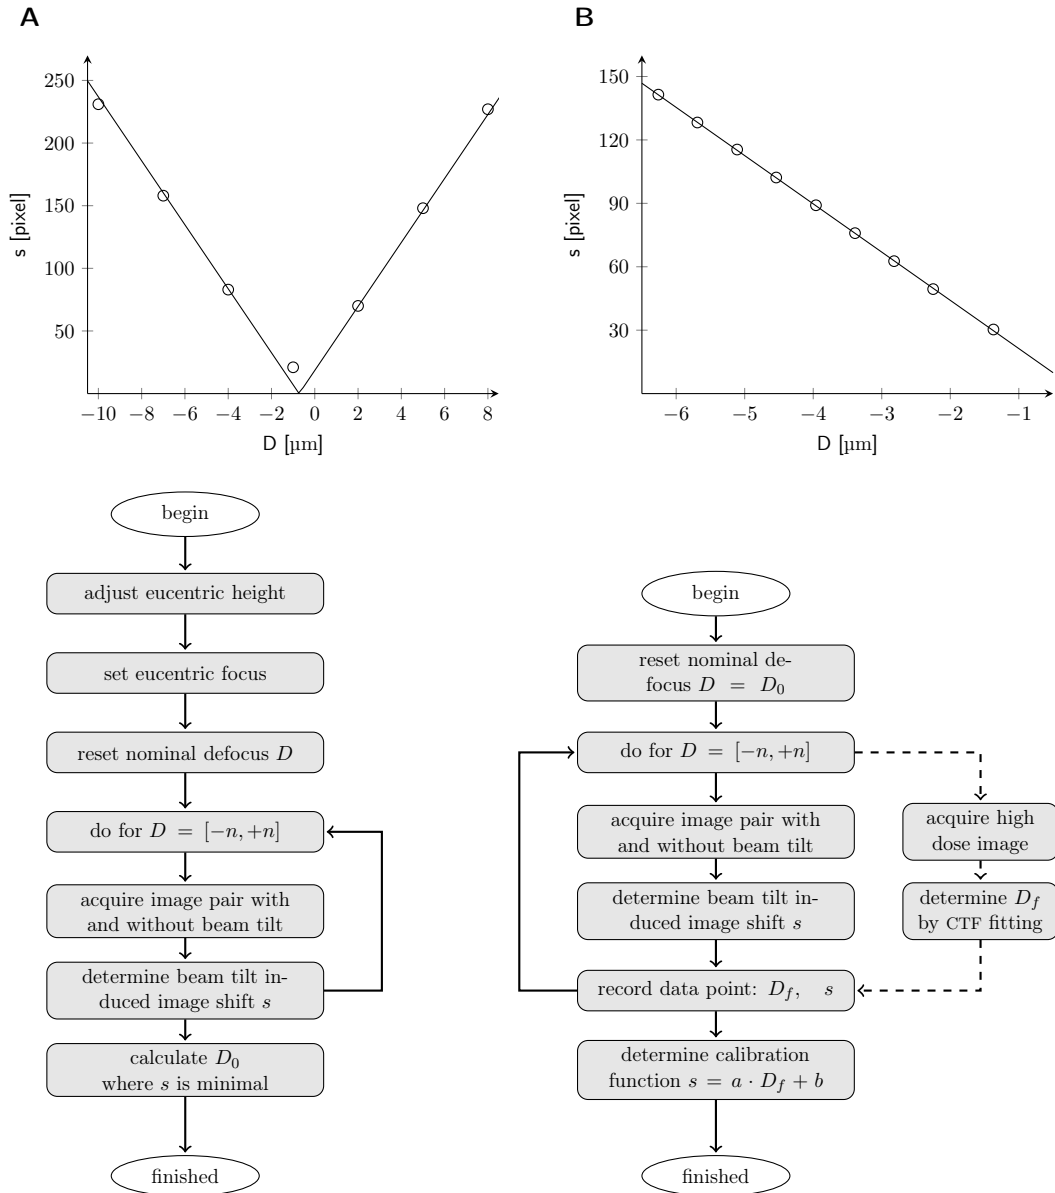 A
250
200
150
100
50
s [pixel]
−10
−8
−6
−4
−2
0
2
4
6
8
D [µm]
B
150
120
90
60
30
s [pixel]
−6
−5
−4
−3
−2
−1
D [µm]
begin
adjust eucentric height
set eucentric focus
reset nominal defocus D
do for D = [−n, +n]
acquire image pair with
and without beam tilt
determine beam tilt in-
duced image shift s
calculate D₀
where s is minimal
finished
begin
reset nominal de-
focus D = D₀
do for D = [−n, +n]
acquire image pair with
and without beam tilt
determine beam tilt in-
duced image shift s
record data point: D_f, s
determine calibration
function s = a · D_f + b
finished
acquire high
dose image
determine D_f
by CTF fitting